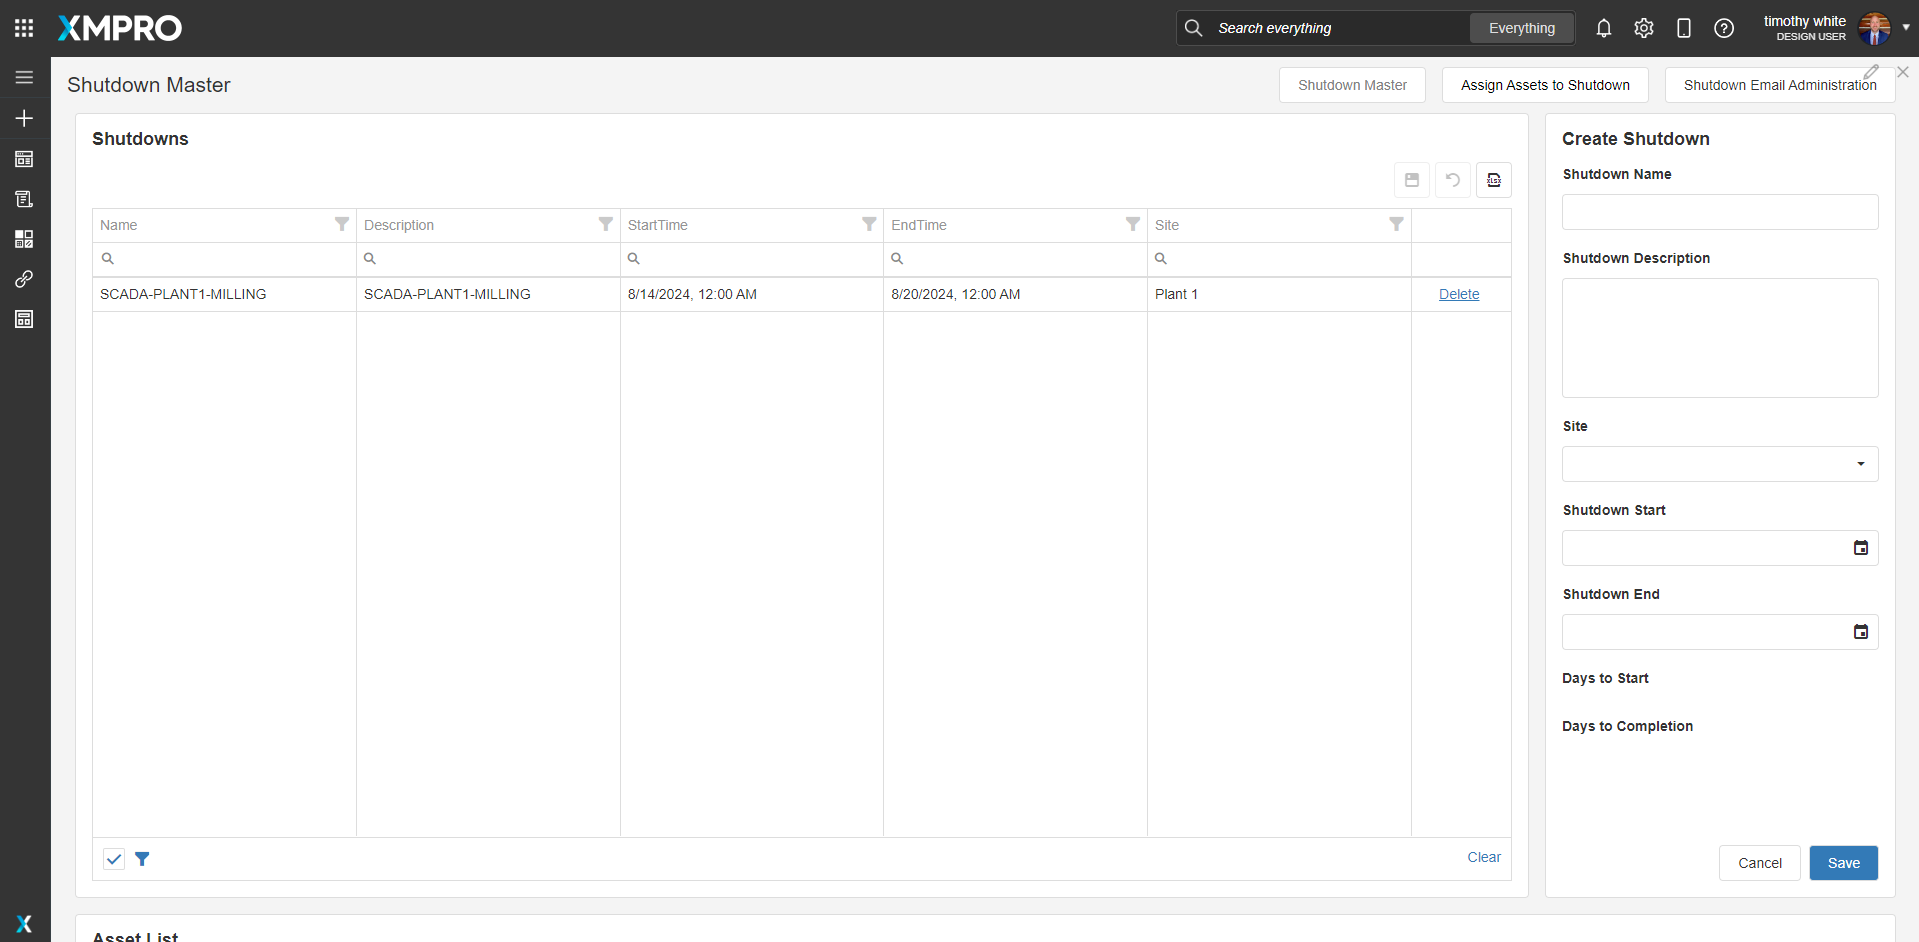 XMPRO
Search everything
Everything
timothy white
DESIGN USER
Shutdown Master
Shutdown Master
Assign Assets to Shutdown
Shutdown Email Administration
Shutdowns
xlsx
Name
Description
StartTime
EndTime
Site
SCADA-PLANT1-MILLING
SCADA-PLANT1-MILLING
8/14/2024, 12:00 AM
8/20/2024, 12:00 AM
Plant 1
Delete
Clear
Create Shutdown
Shutdown Name
Shutdown Description
Site
Shutdown Start
Shutdown End
Days to Start
Days to Completion
Cancel
Save
Asset List